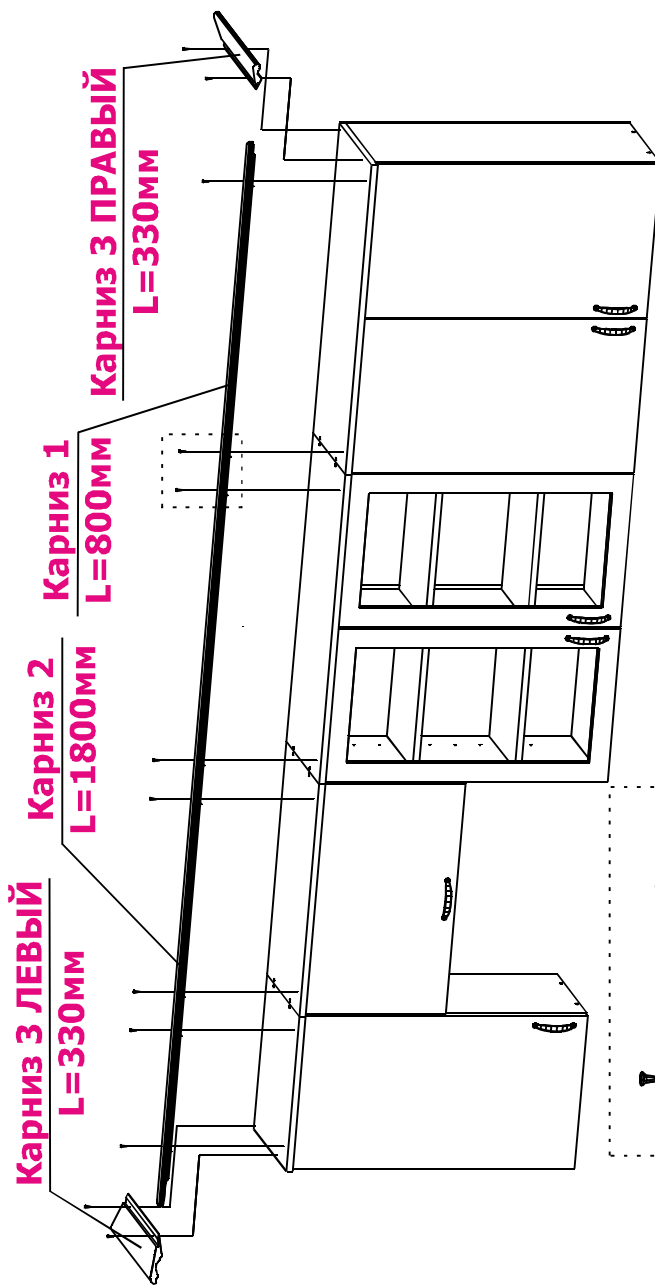 Карниз 3 ЛЕВЫЙ
L=330мм
Карниз 2
L=1800мм
Карниз 1
L=800мм
Карниз 3 ПРАВЫЙ
L=330мм